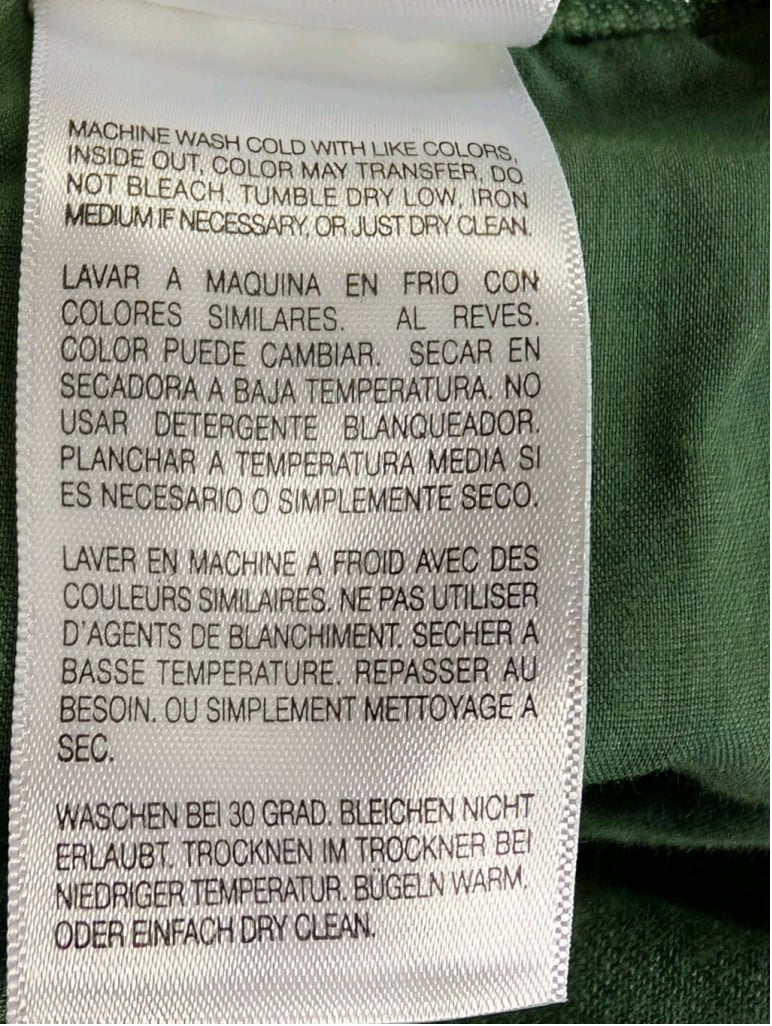 MACHINE WASH COLD WITH LIKE COLORS,
INSIDE OUT, COLOR MAY TRANSFER. DO
NOT BLEACH. TUMBLE DRY LOW. IRON
MEDIUM IF NECESSARY, OR JUST DRY CLEAN.
LAVAR A MAQUINA EN FRIO CON
COLORES SIMILARES. AL REVES.
COLOR PUEDE CAMBIAR. SECAR EN
SECADORA A BAJA TEMPERATURA. NO
USAR DETERGENTE BLANQUEADOR.
PLANCHAR A TEMPERATURA MEDIA SI
ES NECESARIO O SIMPLEMENTE SECO.
LAVER EN MACHINE A FROID AVEC DES
COULEURS SIMILAIRES. NE PAS UTILISER
D'AGENTS DE BLANCHIMENT. SECHER A
BASSE TEMPERATURE. REPASSER AU
BESOIN. OU SIMPLEMENT METTOYAGE A
SEC.
WASCHEN BEI 30 GRAD. BLEICHEN NICHT
ERLAUBT. TROCKNEN IM TROCKNER BEI
NIEDRIGER TEMPERATUR. BÜGELN WARM.
ODER EINFACH DRY CLEAN.